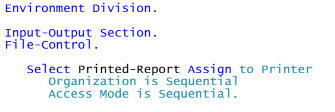 Environment Division.
Input-Output Section.
File-Control.
Select Printed-Report Assign to Printer
Organization is Sequential
Access Mode is Sequential.